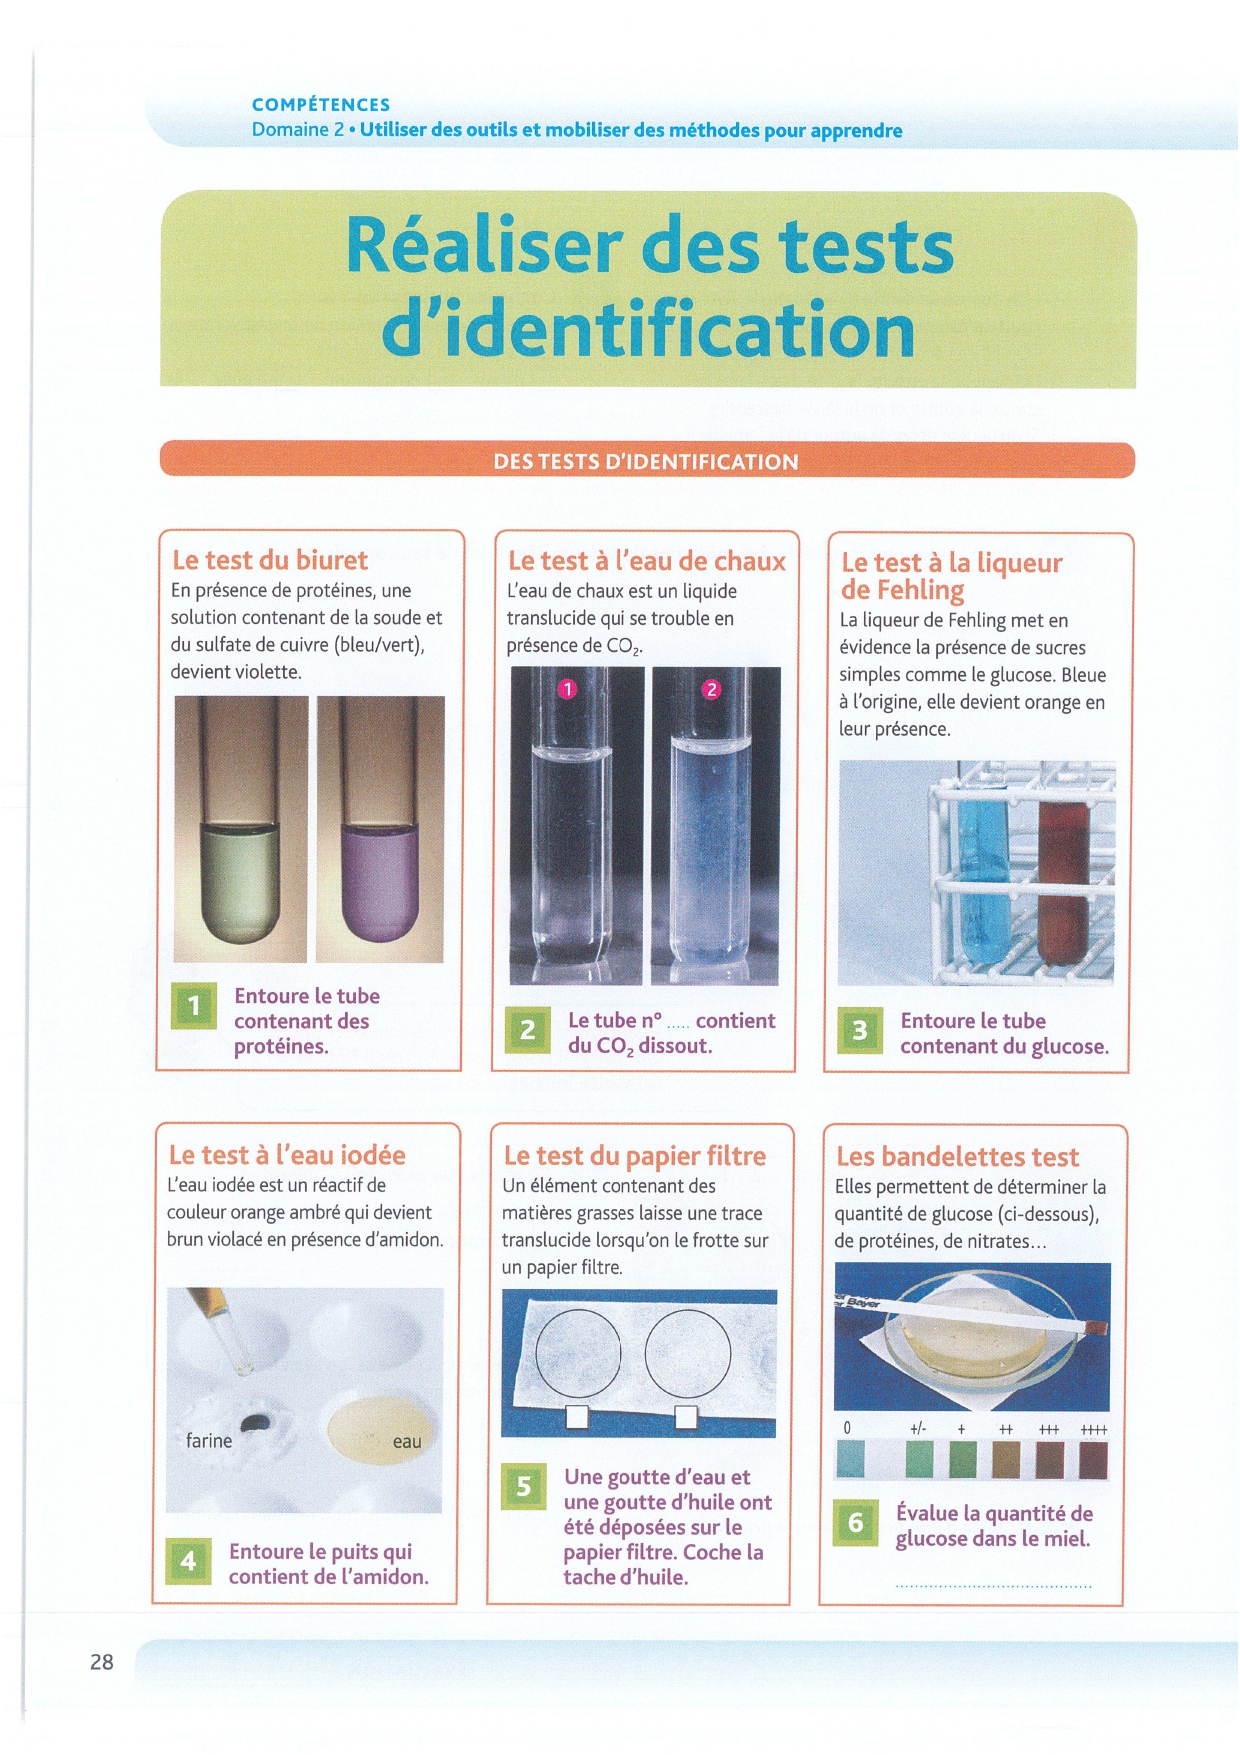 COMPÉTENCES
Domaine 2 • Utiliser des outils et mobiliser des méthodes pour apprendre
Réaliser des tests
d'identification
DES TESTS D'IDENTIFICATION
Le test du biuret
En présence de protéines, une
solution contenant de la soude et
du sulfate de cuivre (bleu/vert),
devient violette.
1
Entoure le tube
contenant des
protéines.
Le test à l'eau de chaux
L'eau de chaux est un liquide
translucide qui se trouble en
présence de CO₂.
1
2
2
Le tube n° ..... contient
du CO₂ dissout.
Le test à la liqueur
de Fehling
La liqueur de Fehling met en
évidence la présence de sucres
simples comme le glucose. Bleue
à l'origine, elle devient orange en
leur présence.
3
Entoure le tube
contenant du glucose.
Le test à l'eau iodée
L'eau iodée est un réactif de
couleur orange ambré qui devient
brun violacé en présence d'amidon.
farine
eau
4
Entoure le puits qui
contient de l'amidon.
Le test du papier filtre
Un élément contenant des
matières grasses laisse une trace
translucide lorsqu'on le frotte sur
un papier filtre.
5
Une goutte d'eau et
une goutte d'huile ont
été déposées sur le
papier filtre. Coche la
tache d'huile.
Les bandelettes test
Elles permettent de déterminer la
quantité de glucose (ci-dessous),
de protéines, de nitrates...
Bayer
0 +/- + ++ +++ ++++
6
Évalue la quantité de
glucose dans le miel.
........................................
28